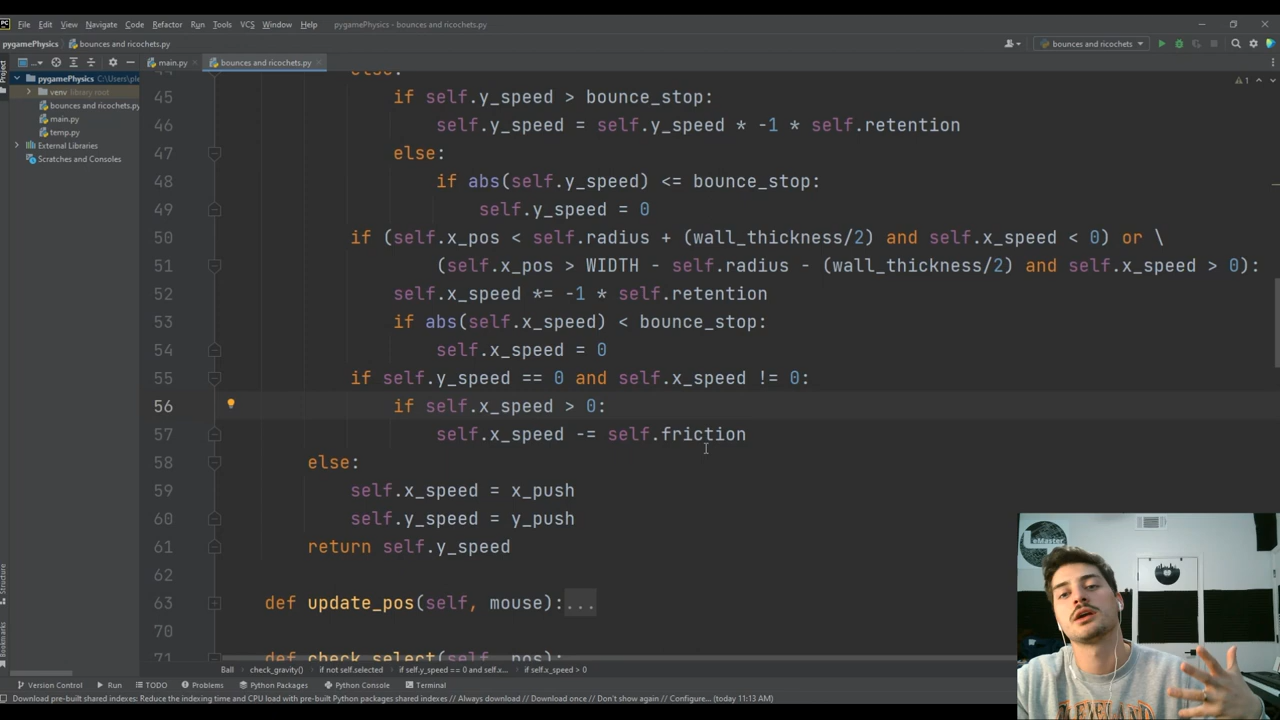 PC File Edit View Navigate Code Refactor Run Tools VCS Window Help pygamePhysics - bounces and ricochets.py
pygamePhysics bounces and ricochets.py bounces and ricochets
Project main.py bounces and ricochets.py
pygamePhysics C:\Users\ple
venv library root
bounces and ricochets.py
main.py
temp.py
External Libraries
Scratches and Consoles
1
44 else:
45 if self.y_speed > bounce_stop:
46 self.y_speed = self.y_speed * -1 * self.retention
47 else:
48 if abs(self.y_speed) <= bounce_stop:
49 self.y_speed = 0
50 if (self.x_pos < self.radius + (wall_thickness/2) and self.x_speed < 0) or \
51 (self.x_pos > WIDTH - self.radius - (wall_thickness/2) and self.x_speed > 0):
52 self.x_speed *= -1 * self.retention
53 if abs(self.x_speed) < bounce_stop:
54 self.x_speed = 0
55 if self.y_speed == 0 and self.x_speed != 0:
56 if self.x_speed > 0:
57 self.x_speed -= self.friction
58 else:
59 self.x_speed = x_push
60 self.y_speed = y_push
61 return self.y_speed
62
63 def update_pos(self, mouse):...
70
71 def check_select(self, pos):
Structure
Bookmarks
Ball check_gravity() if not self.selected if self.y_speed == 0 and self.x... if self.x_speed > 0
Version Control Run TODO Problems Python Packages Python Console Terminal
Download pre-built shared indexes: Reduce the indexing time and CPU load with pre-built Python packages shared indexes // Always download // Download once // Don't show again // Configure... (today 11:13 AM)
LeMaster